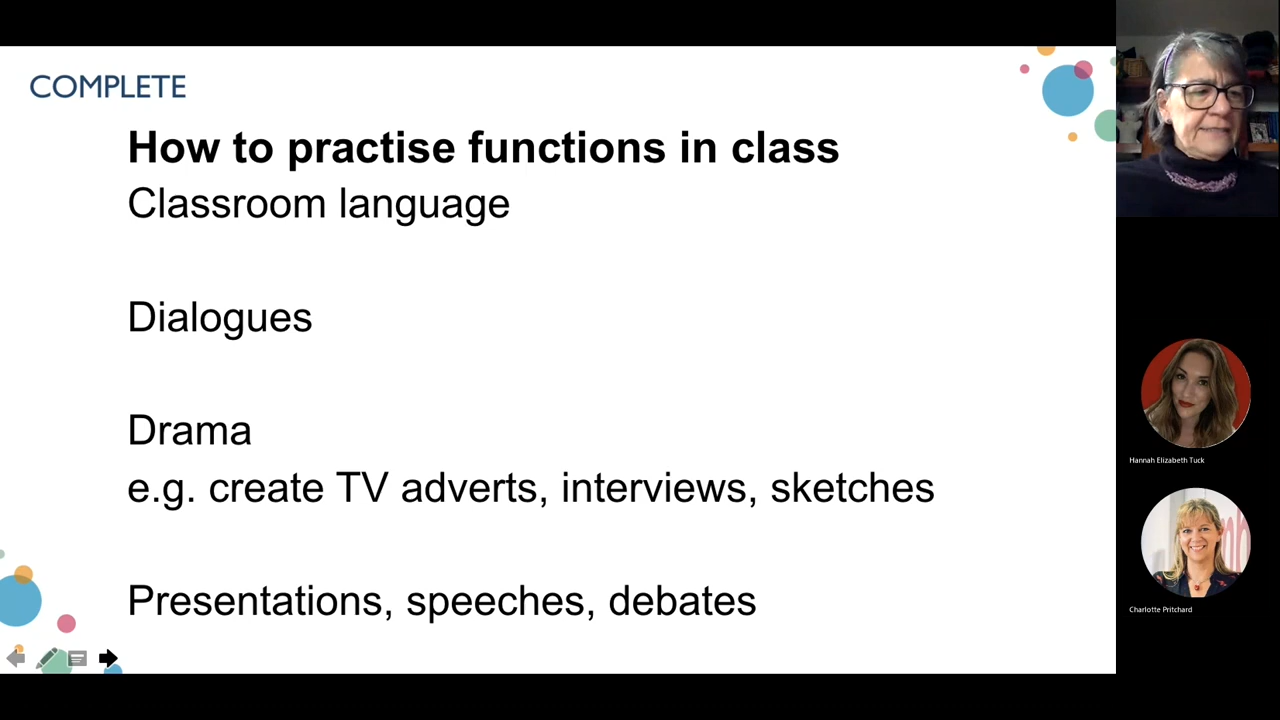 COMPLETE
How to practise functions in class
Classroom language
Dialogues
Drama
e.g. create TV adverts, interviews, sketches
Presentations, speeches, debates
Hannah Elizabeth Tuck
Charlotte Pritchard